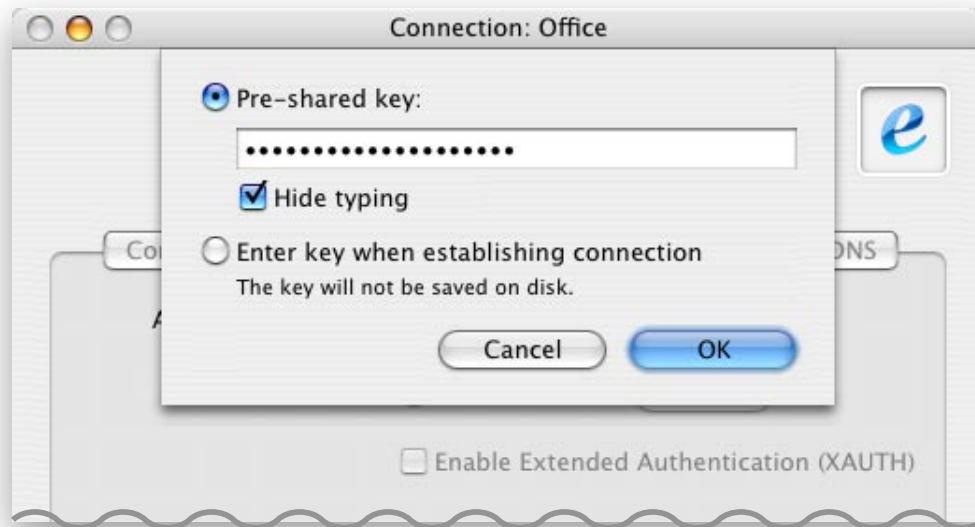 Connection: Office
Pre-shared key:
••••••••••••••••••••
Hide typing
Enter key when establishing connection
The key will not be saved on disk.
Cancel
OK
Enable Extended Authentication (XAUTH)